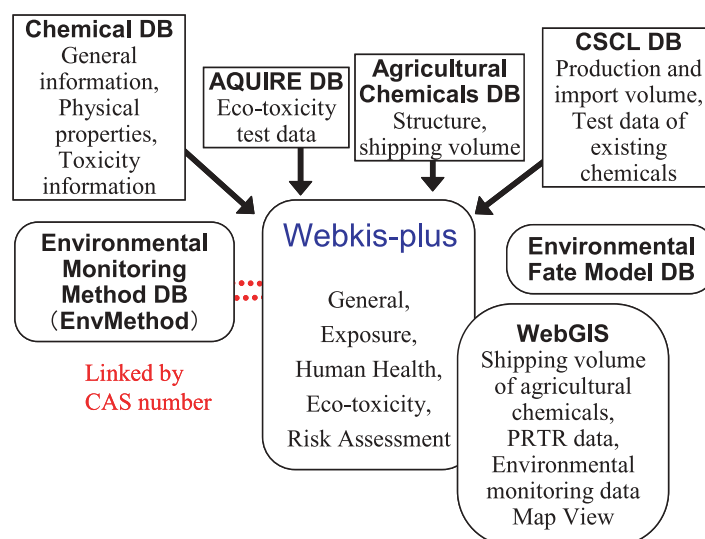 Chemical DB
General
information,
Physical
properties,
Toxicity
information
AQUIRE DB
Eco-toxicity
test data
Agricultural
Chemicals DB
Structure,
shipping volume
CSCL DB
Production and
import volume,
Test data of
existing
chemicals
Environmental
Monitoring
Method DB
(EnvMethod)
Linked by
CAS number
Webkis-plus
General,
Exposure,
Human Health,
Eco-toxicity,
Risk Assessment
Environmental
Fate Model DB
WebGIS
Shipping volume
of agricultural
chemicals,
PRTR data,
Environmental
monitoring data
Map View